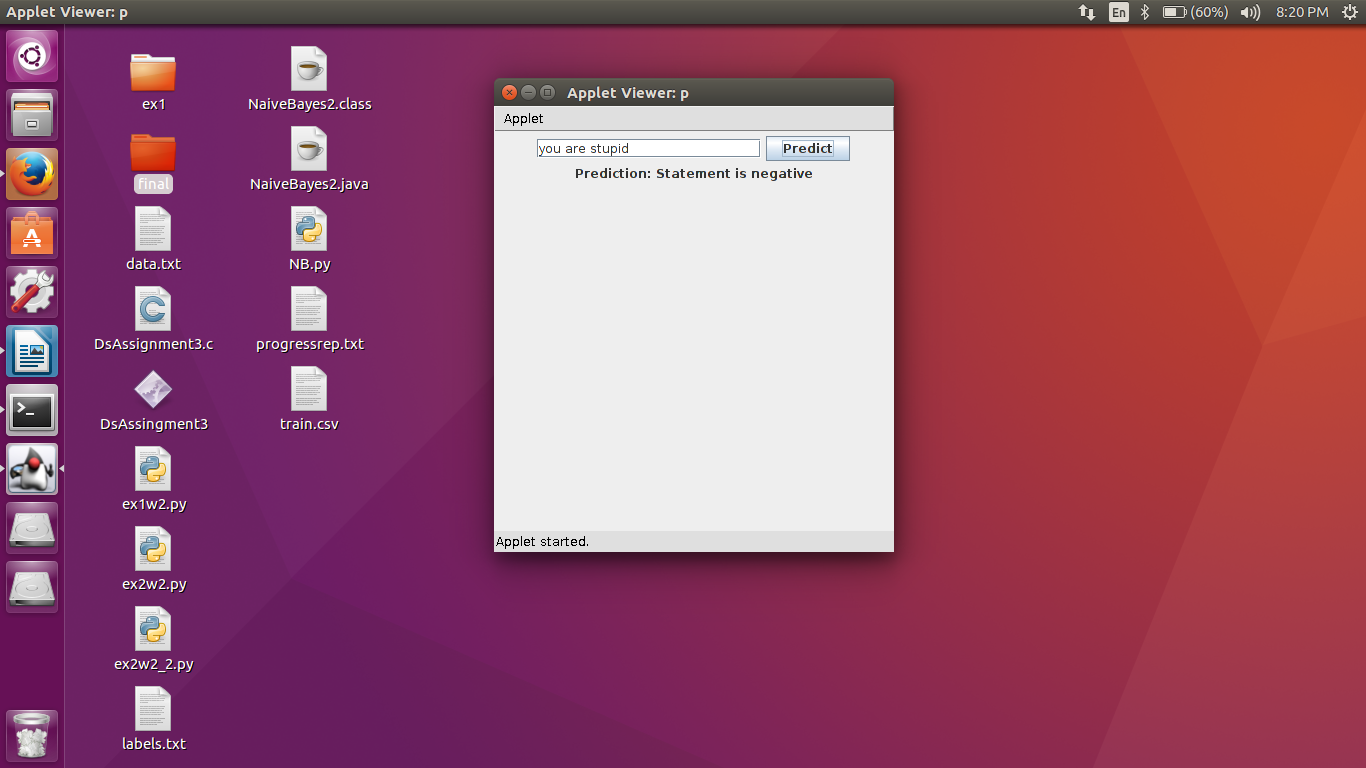 Applet Viewer: p
En
(60%)
8:20 PM
ex1
NaiveBayes2.class
final
NaiveBayes2.java
data.txt
NB.py
DsAssignment3.c
progressrep.txt
DsAssingment3
train.csv
ex1w2.py
ex2w2.py
ex2w2_2.py
labels.txt
Applet Viewer: p
Applet
you are stupid
Predict
Prediction: Statement is negative
Applet started.